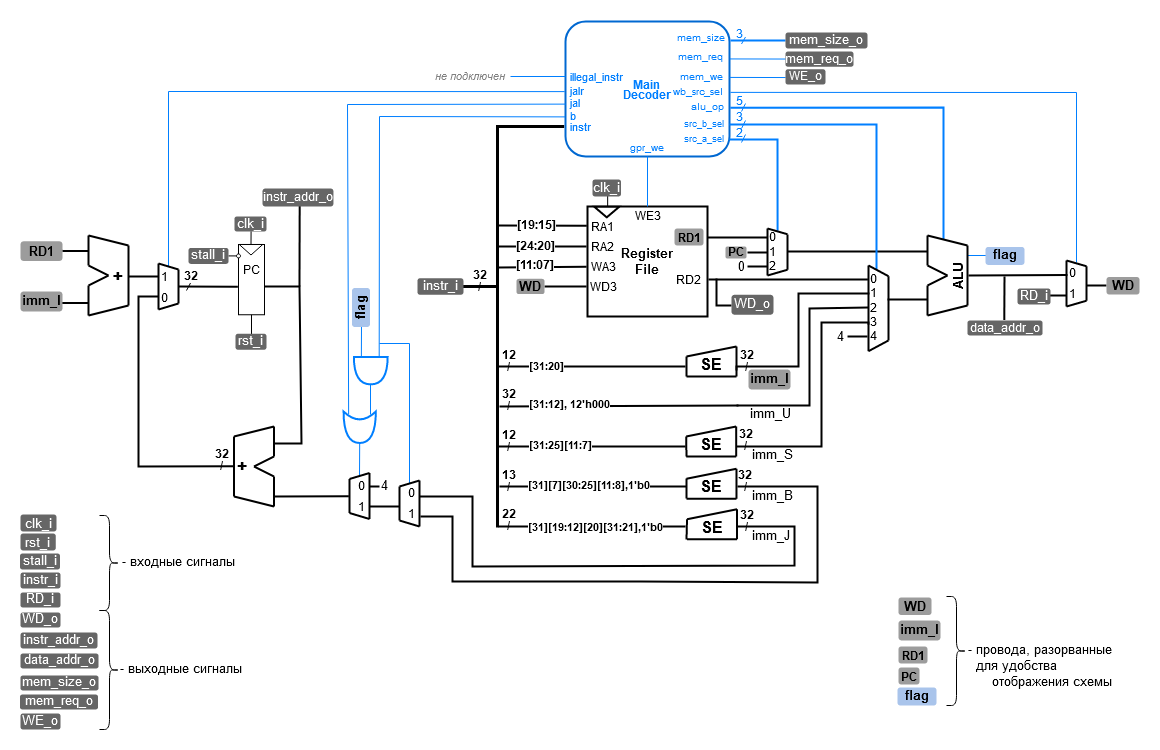 не подключен
illegal_instr
jalr
jal
b
instr
Main
Decoder
gpr_we
mem_size
mem_req
mem_we
wb_src_sel
alu_op
src_b_sel
src_a_sel
3
5
3
2
mem_size_o
mem_req_o
WE_o
instr_addr_o
clk_i
stall_i
PC
rst_i
RD1
imm_I
+
1
0
32
clk_i
WE3
[19:15]
RA1
[24:20]
RA2
[11:07]
WA3
WD
WD3
Register
File
RD1
RD2
instr_i
32
WD_o
PC
0
0
1
2
0
1
2
3
4
4
ALU
flag
data_addr_o
RD_i
0
1
WD
flag
12
[31:20]
SE
32
imm_I
32
[31:12], 12'h000
imm_U
12
[31:25][11:7]
SE
32
imm_S
13
[31][7][30:25][11:8],1'b0
SE
32
imm_B
22
[31][19:12][20][31:21],1'b0
SE
32
imm_J
32
+
0
1
4
0
1
clk_i
rst_i
stall_i
instr_i
RD_i
- входные сигналы
WD_o
instr_addr_o
data_addr_o
mem_size_o
mem_req_o
WE_o
- выходные сигналы
WD
imm_I
RD1
PC
flag
- провода, разорванные
для удобства
отображения схемы